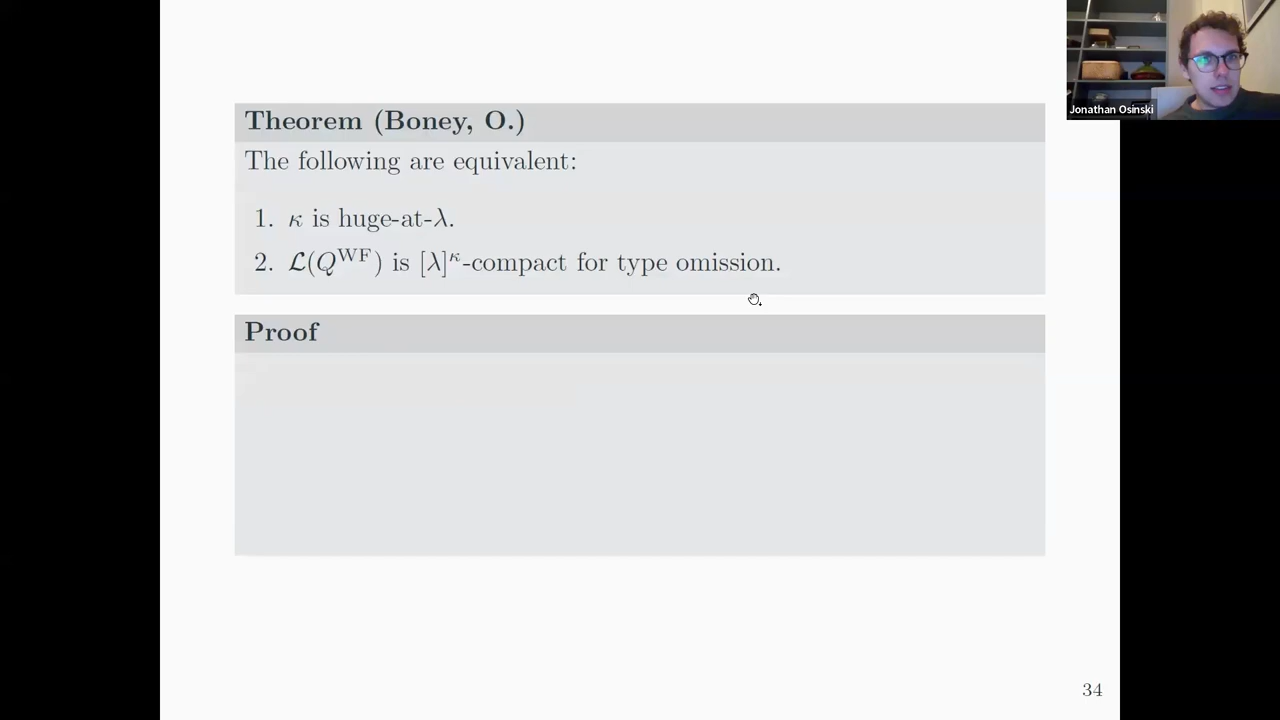 Jonathan Osinski
Theorem (Boney, O.)
The following are equivalent:
1. κ is huge-at-λ.
2. 𝓛(Q^WF) is [λ]^κ-compact for type omission.
Proof
34